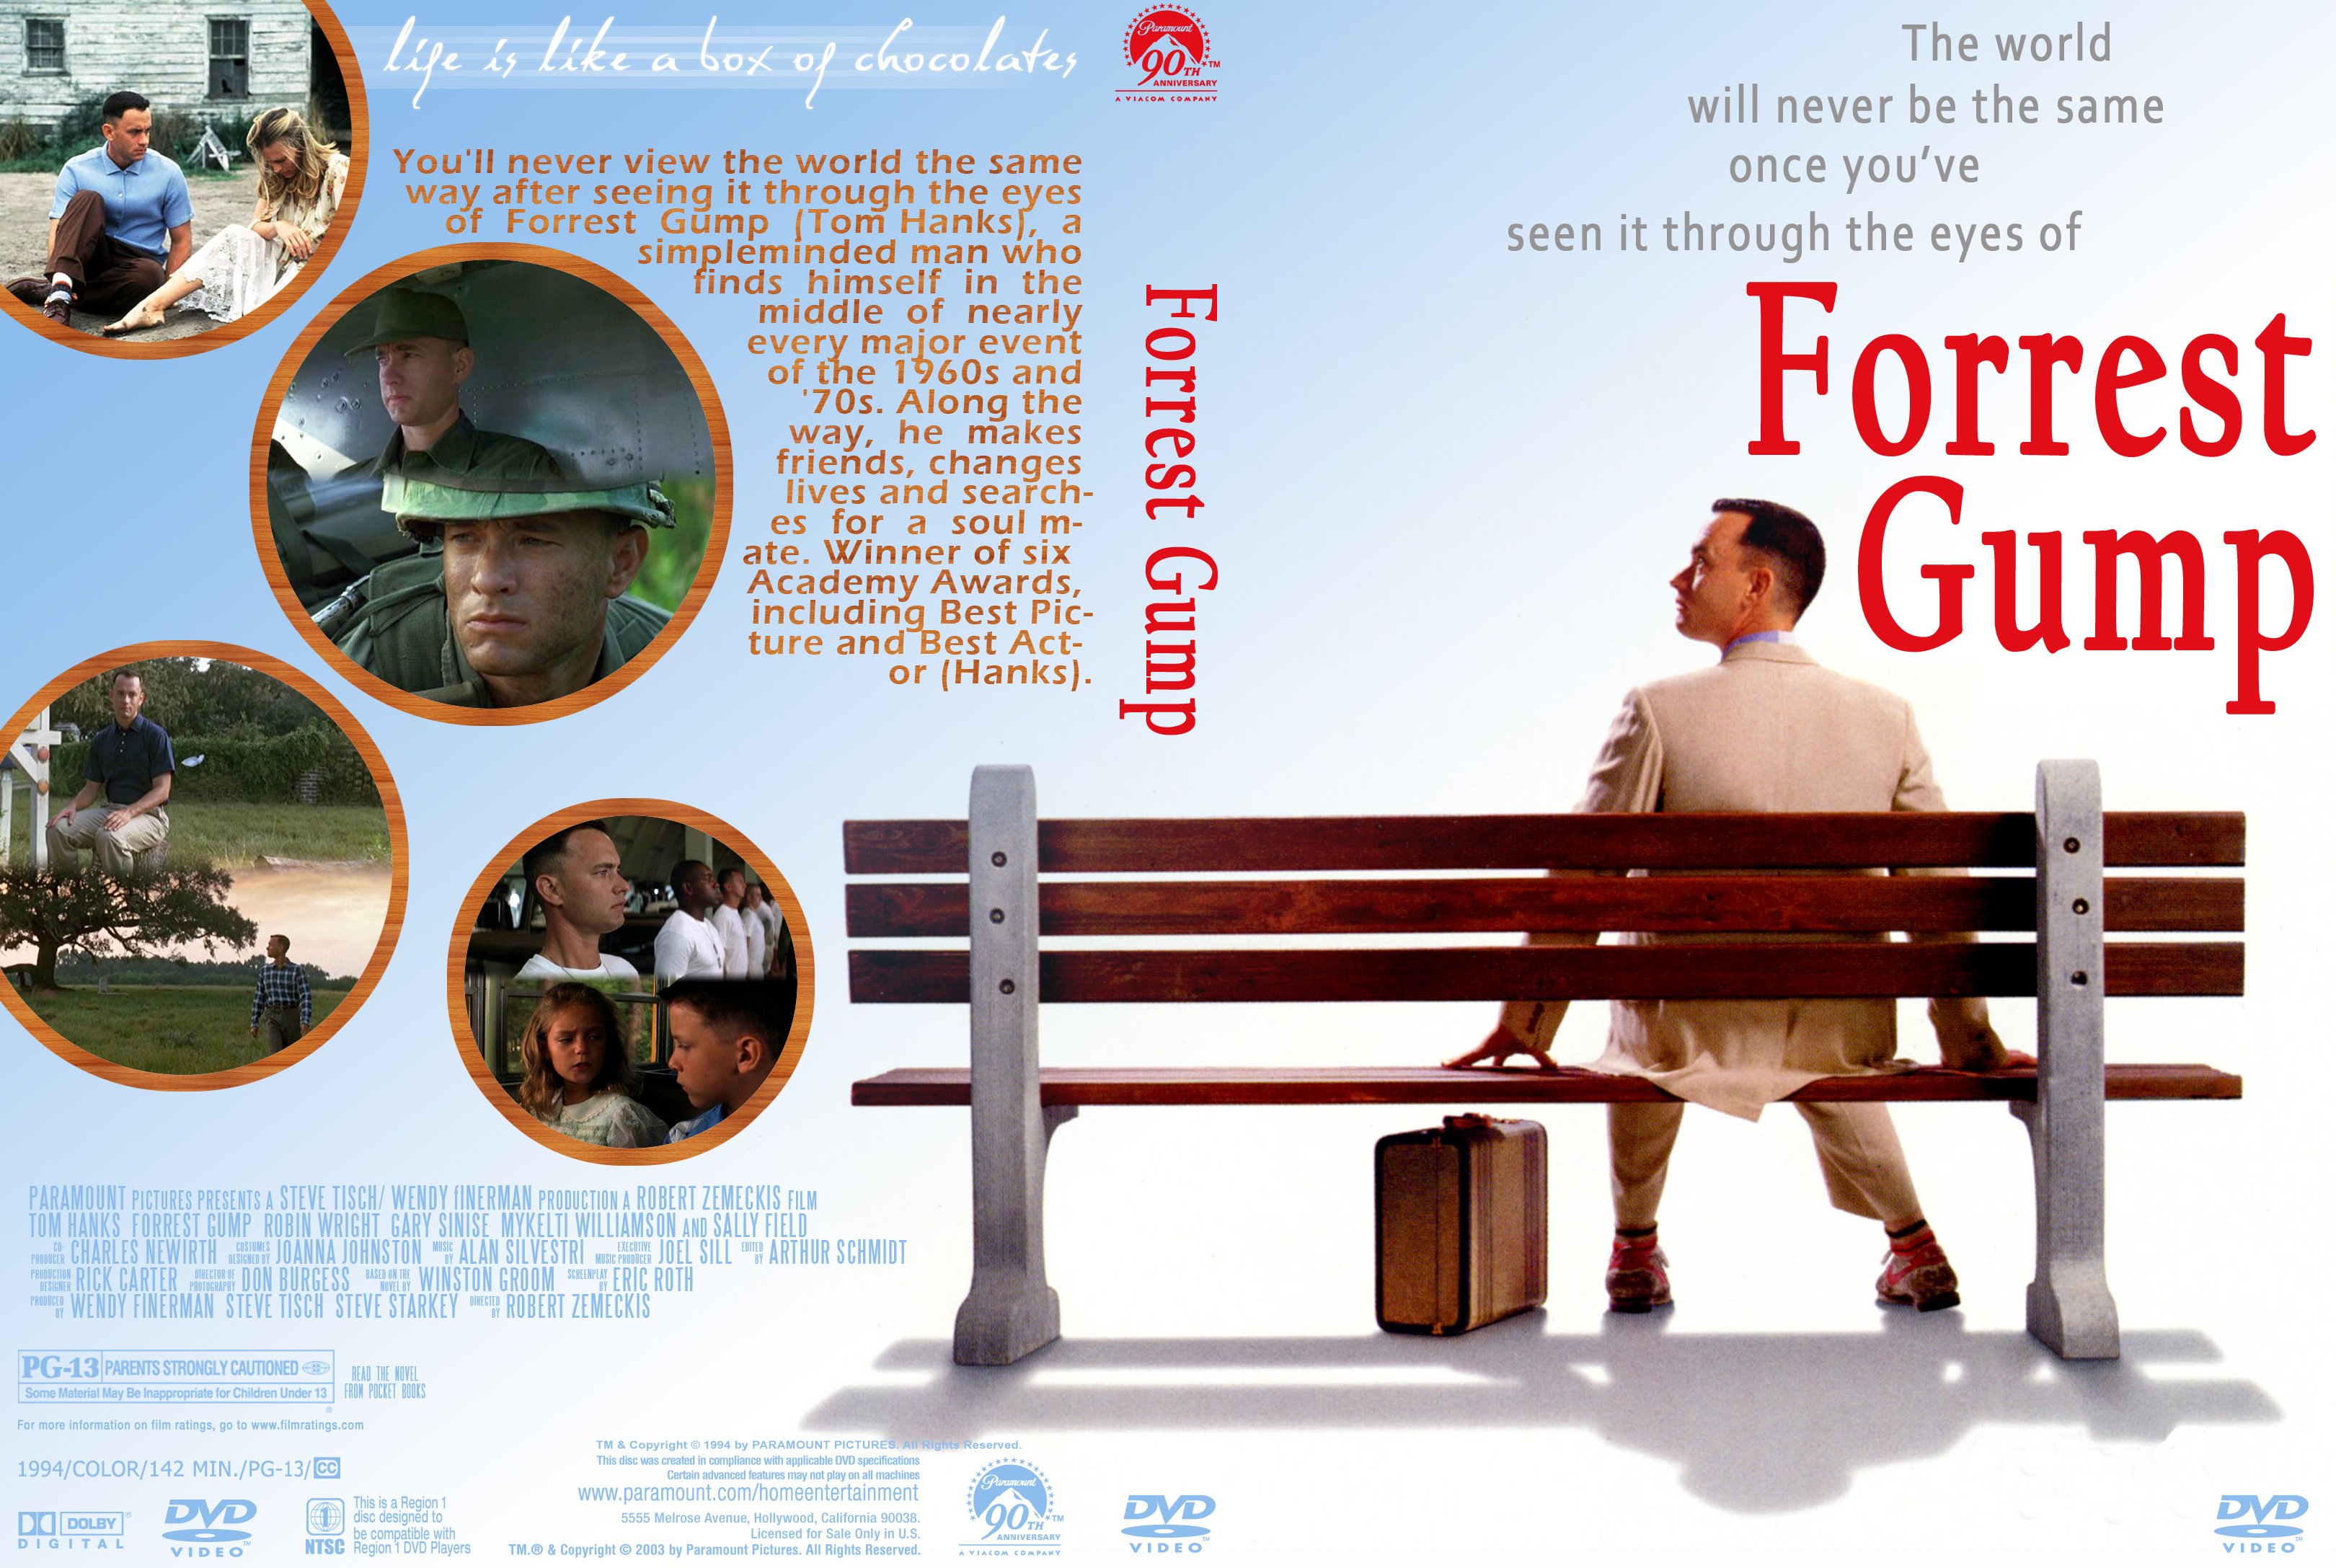 life is like a box of chocolates
You'll never view the world the same
way after seeing it through the eyes
of Forrest Gump (Tom Hanks), a
simpleminded man who
finds himself in the
middle of nearly
every major event
of the 1960s and
'70s. Along the
way, he makes
friends, changes
lives and search-
es for a soul m-
ate. Winner of six
Academy Awards,
including Best Pic-
ture and Best Act-
or (Hanks).
PARAMOUNT PICTURES PRESENTS A STEVE TISCH/ WENDY fINERMAN PRODUCTION A ROBERT ZEMECKIS FILM
TOM HANKS FORREST GUMP ROBIN WRIGHT GARY SINISE MYKELTI WILLIAMSON AND SALLY FIELD
CO-PRODUCER CHARLES NEWIRTH COSTUMES DESIGNED BY JOANNA JOHNSTON MUSIC BY ALAN SILVESTRI EXECUTIVE MUSIC PRODUCER JOEL SILL EDITED BY ARTHUR SCHMIDT
PRODUCTION DESIGNER RICK CARTER DIRECTOR OF PHOTOGRAPHY DON BURGESS BASED ON THE NOVEL BY WINSTON GROOM SCREENPLAY BY ERIC ROTH
PRODUCED BY WENDY FINERMAN STEVE TISCH STEVE STARKEY DIRECTED BY ROBERT ZEMECKIS
PG-13 PARENTS STRONGLY CAUTIONED
Some Material May Be Inappropriate for Children Under 13
®
READ THE NOVEL
FROM POCKET BOOKS
For more information on film ratings, go to www.filmratings.com
1994/COLOR/142 MIN./PG-13/CC
DOLBY®
DIGITAL
DVD
VIDEO™
1
NTSC
This is a Region 1
disc designed to
be compatible with
Region 1 DVD Players
TM & Copyright © 1994 by PARAMOUNT PICTURES. All Rights Reserved.
This disc was created in compliance with applicable DVD specifications
Certain advanced features may not play on all machines
www.paramount.com/homeentertainment
5555 Melrose Avenue, Hollywood, California 90038.
Licensed for Sale Only in U.S.
TM.® & Copyright © 2003 by Paramount Pictures. All Rights Reserved.
Paramount
90TH™
ANNIVERSARY
A VIACOM COMPANY
Paramount
90TH™
ANNIVERSARY
A VIACOM COMPANY
Forrest Gump
DVD
VIDEO™
The world
will never be the same
once you’ve
seen it through the eyes of
Forrest
Gump
DVD
VIDEO™